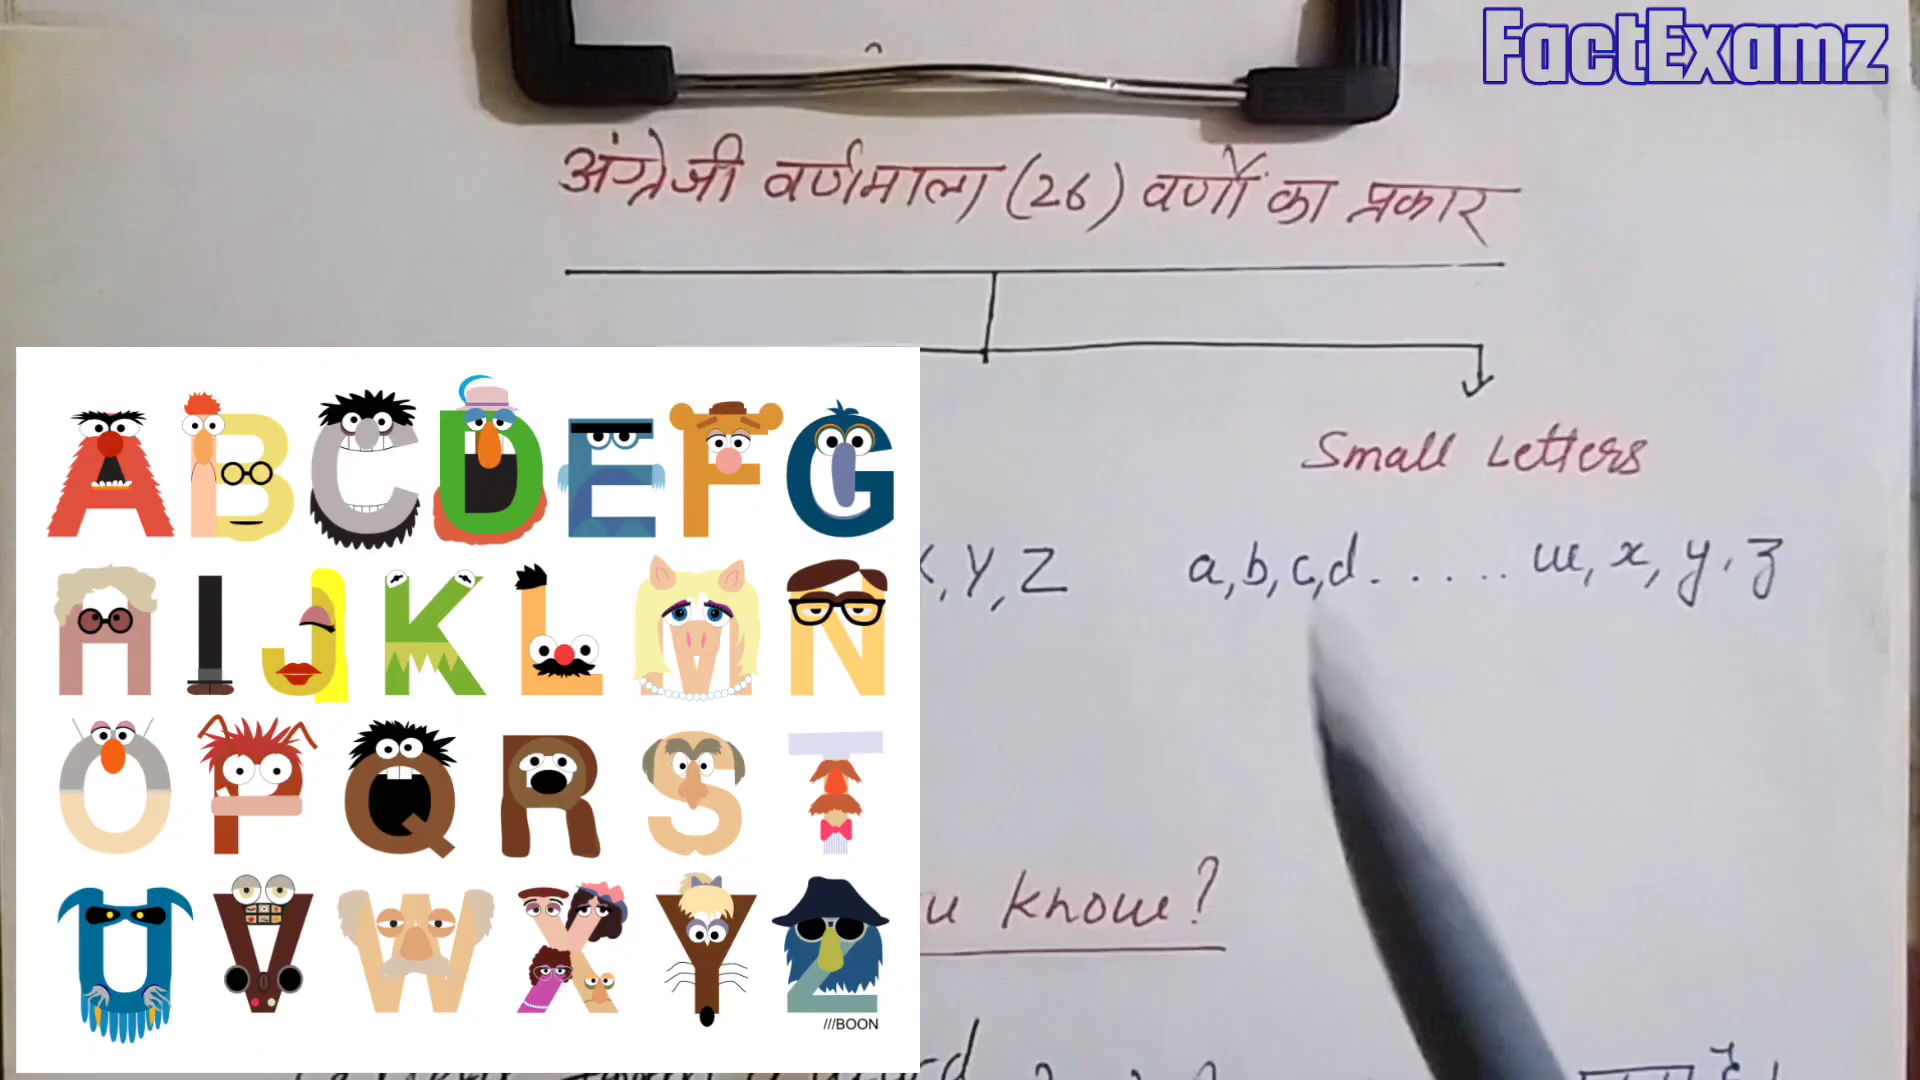 FactExamz
अंग्रेजी वर्णमाला (26) वर्णों का प्रकार
Small Letters
X, Y, Z
a, b, c, d. . . . . . w, x, y, z
A B C D E F G
H I J K L M N
O P Q R S T
U V W X Y Z
///BOON
u know?